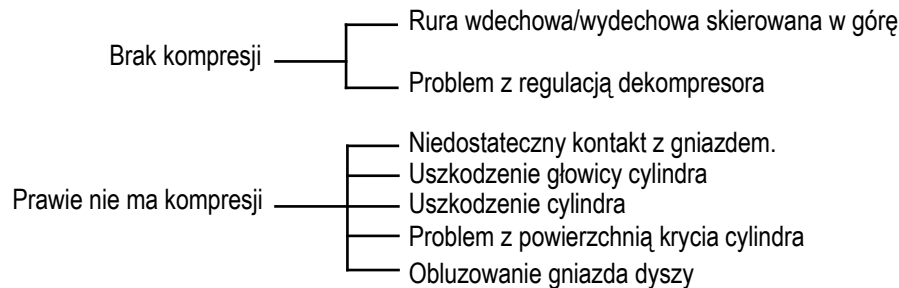 Brak kompresji
Rura wdechowa/wydechowa skierowana w górę
Problem z regulacją dekompresora
Prawie nie ma kompresji
Niedostateczny kontakt z gniazdem.
Uszkodzenie głowicy cylindra
Uszkodzenie cylindra
Problem z powierzchnią krycia cylindra
Obluzowanie gniazda dyszy